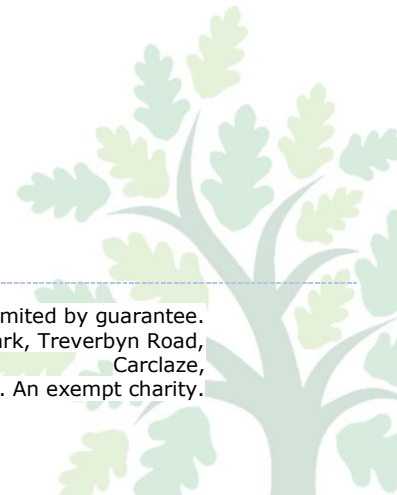 mited by guarantee.
ark, Treverbyn Road,
Carclaze,
. An exempt charity.